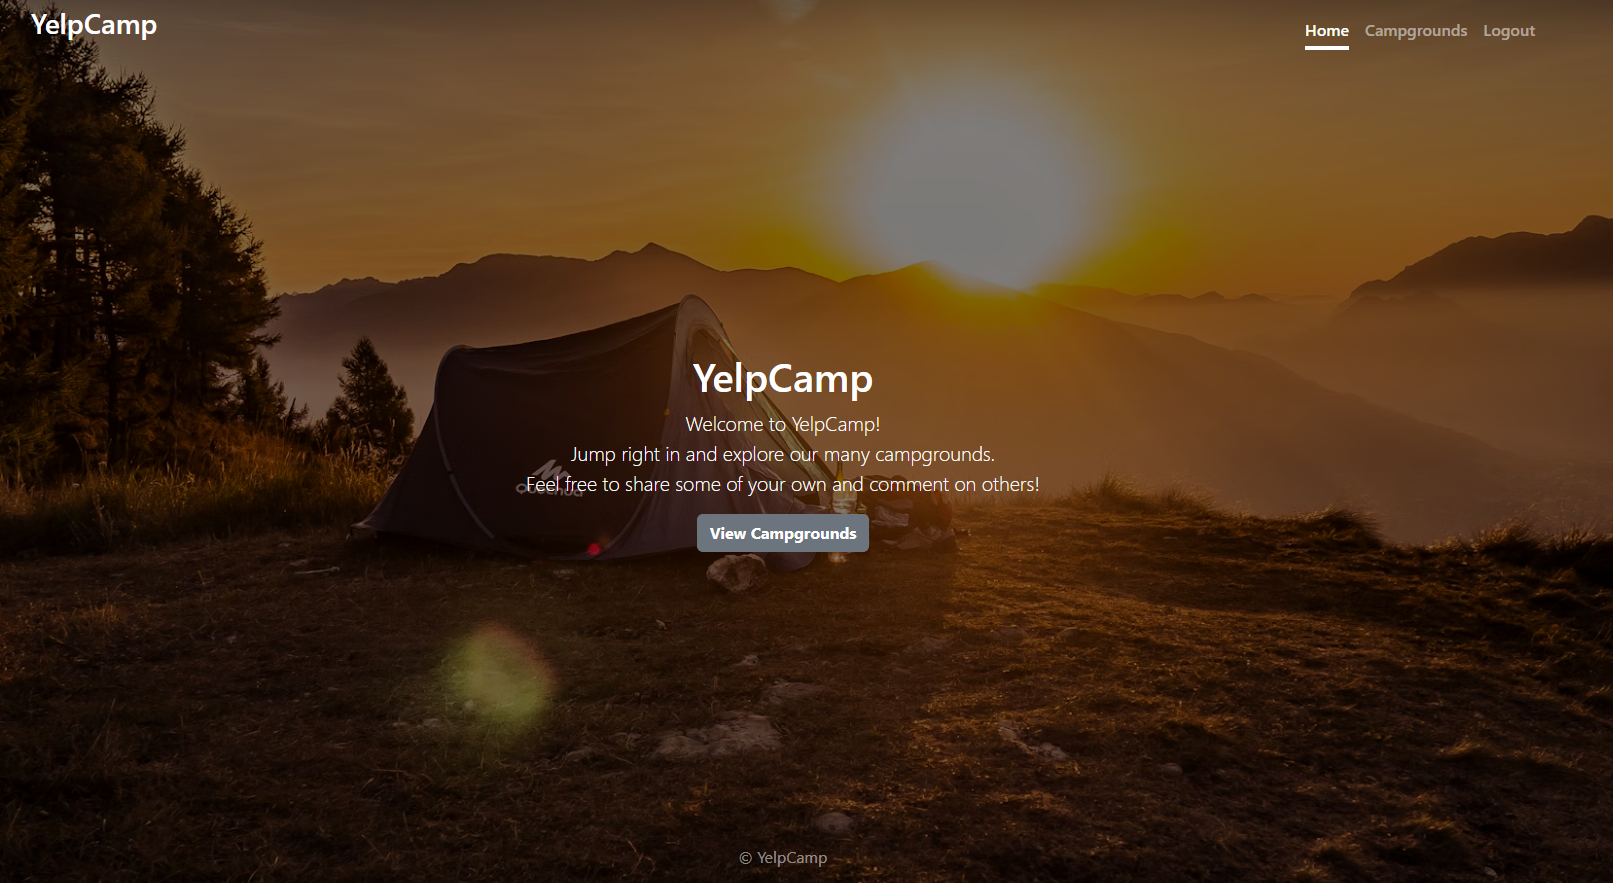 YelpCamp
Home Campgrounds Logout
YelpCamp
Welcome to YelpCamp!
Jump right in and explore our many campgrounds.
Quechua
Feel free to share some of your own and comment on others!
View Campgrounds
© YelpCamp